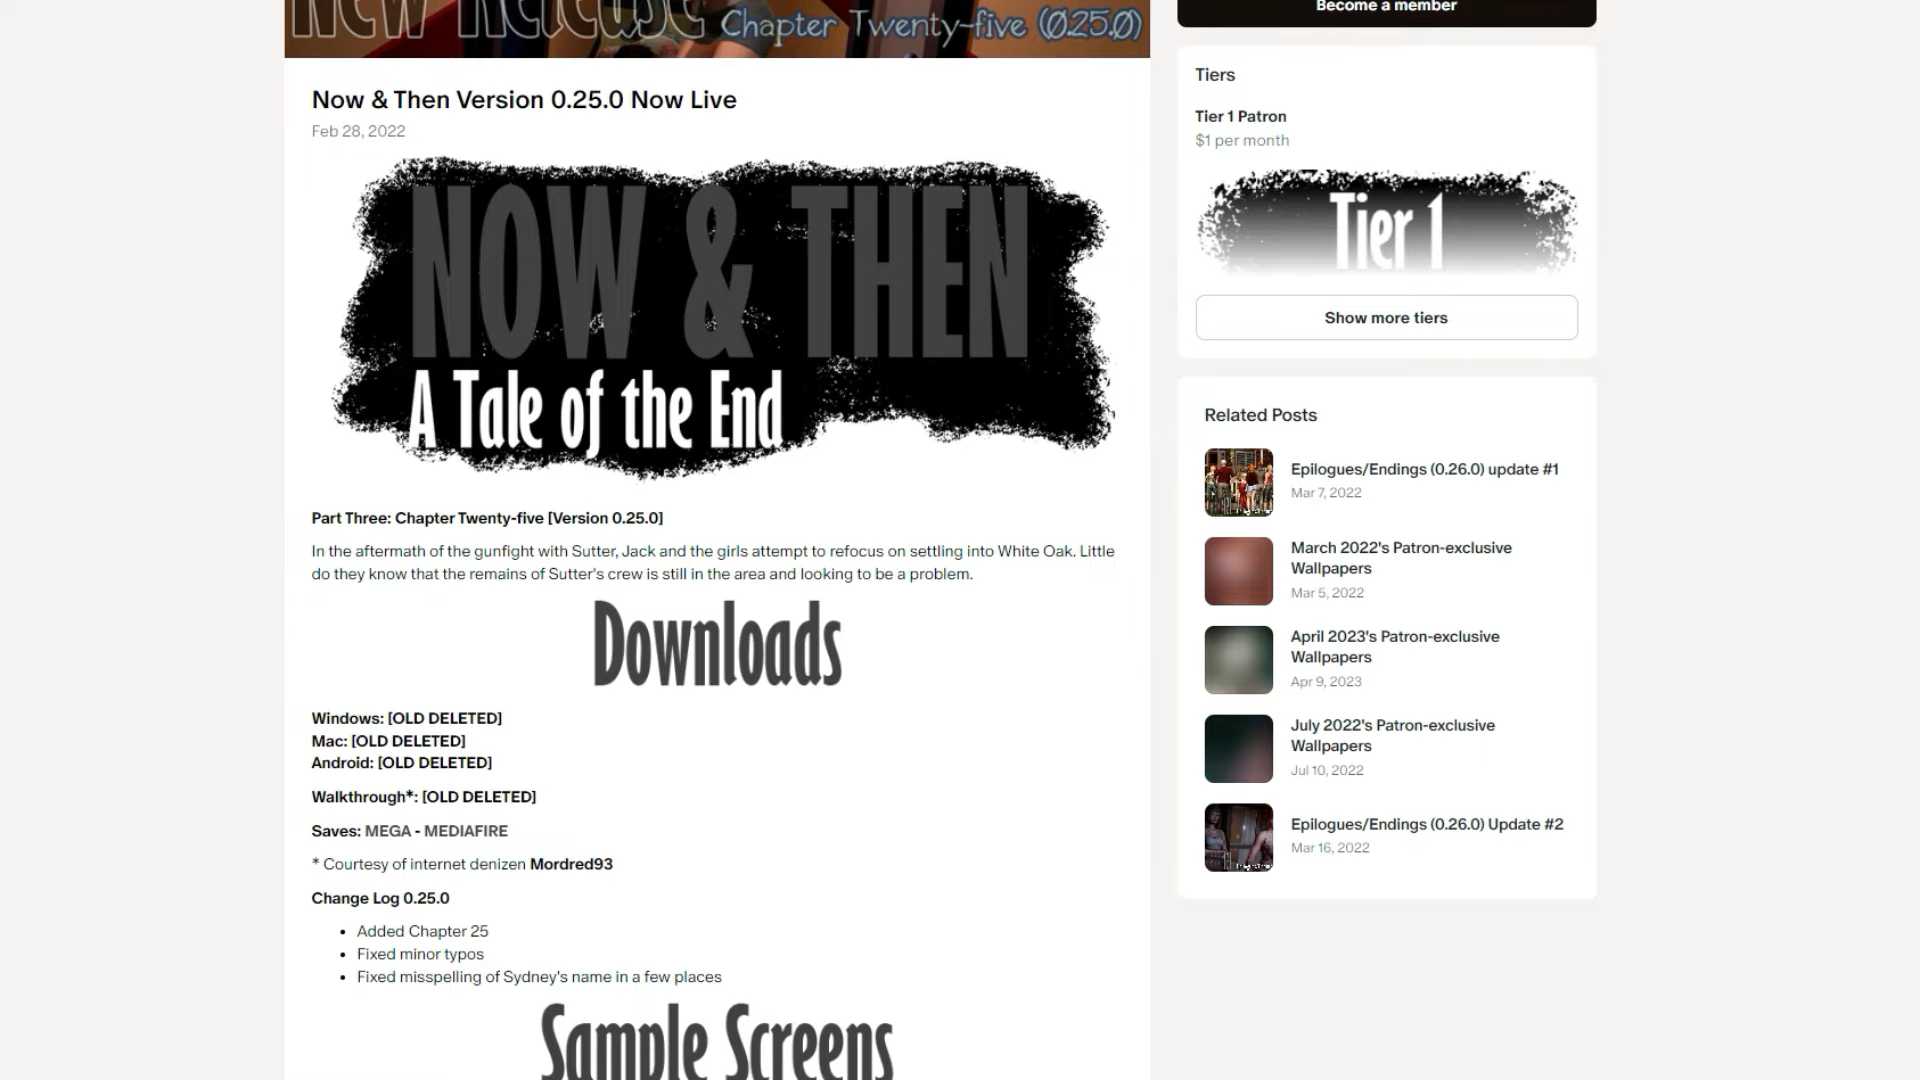 New Release Chapter Twenty-five (0.25.0)
Now & Then Version 0.25.0 Now Live
Feb 28, 2022
NOW & THEN
A Tale of the End
Part Three: Chapter Twenty-five [Version 0.25.0]
In the aftermath of the gunfight with Sutter, Jack and the girls attempt to refocus on settling into White Oak. Little
do they know that the remains of Sutter's crew is still in the area and looking to be a problem.
Downloads
Windows: [OLD DELETED]
Mac: [OLD DELETED]
Android: [OLD DELETED]
Walkthrough*: [OLD DELETED]
Saves: MEGA - MEDIAFIRE
* Courtesy of internet denizen Mordred93
Change Log 0.25.0
• Added Chapter 25
• Fixed minor typos
• Fixed misspelling of Sydney's name in a few places
Sample Screens
Become a member
Tiers
Tier 1 Patron
$1 per month
Tier 1
Show more tiers
Related Posts
Epilogues/Endings (0.26.0) update #1
Mar 7, 2022
March 2022's Patron-exclusive
Wallpapers
Mar 5, 2022
April 2023's Patron-exclusive
Wallpapers
Apr 9, 2023
July 2022's Patron-exclusive
Wallpapers
Jul 10, 2022
Epilogues/Endings (0.26.0) Update #2
Mar 16, 2022